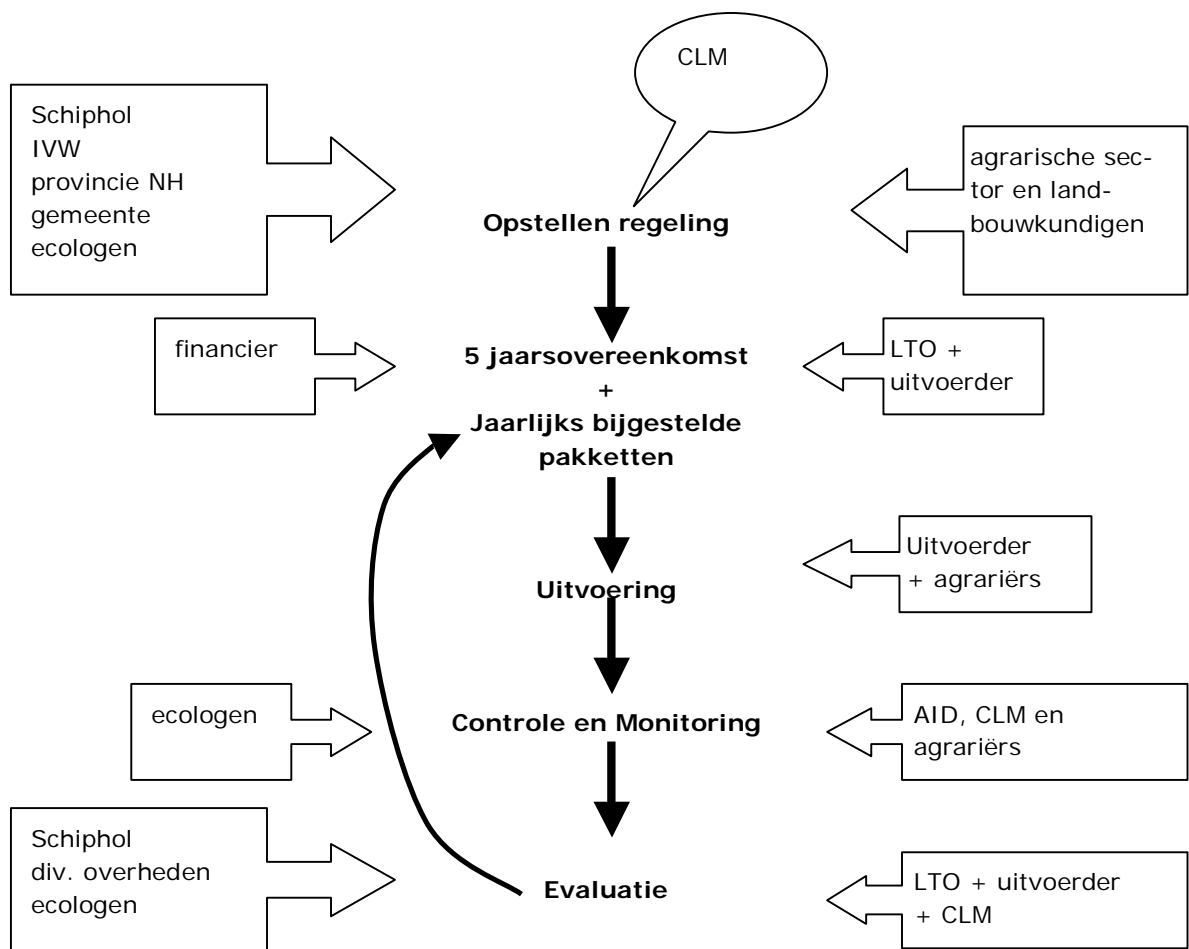 CLM
Schiphol
IVW
provincie NH
gemeente
ecologen
agrarische sec-
tor en land-
bouwkundigen
Opstellen regeling
financier
5 jaarsovereenkomst
+
Jaarlijks bijgestelde
pakketten
LTO +
uitvoerder
Uitvoerder
+ agrariërs
Uitvoering
ecologen
Controle en Monitoring
AID, CLM en
agrariërs
Schiphol
div. overheden
ecologen
Evaluatie
LTO + uitvoerder
+ CLM